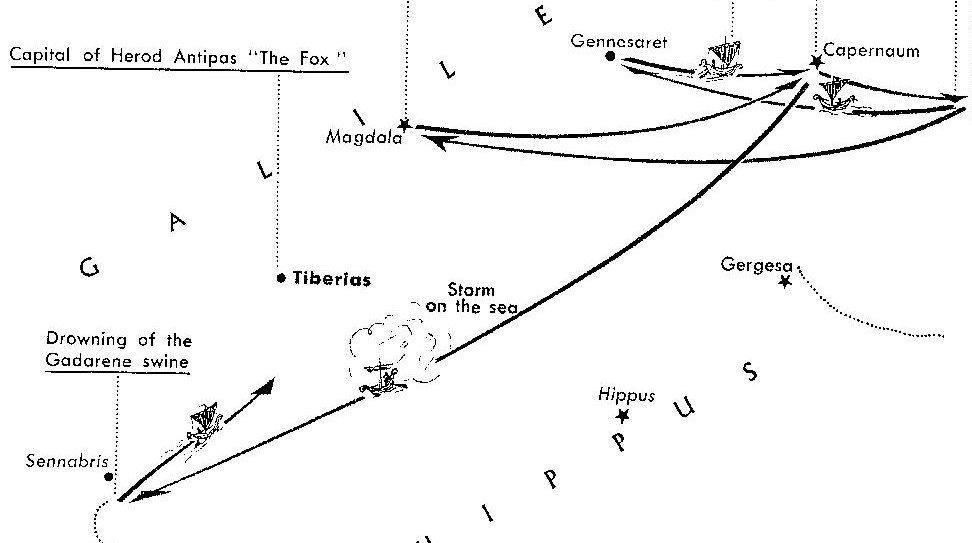 Capital of Herod Antipas "The Fox"
Gennesaret
Capernaum
Magdala
G A L I L E
Tiberias
Gergesa
Storm
on the sea
Drowning of the
Gadarene swine
Hippus
Sennabris
I P P U S